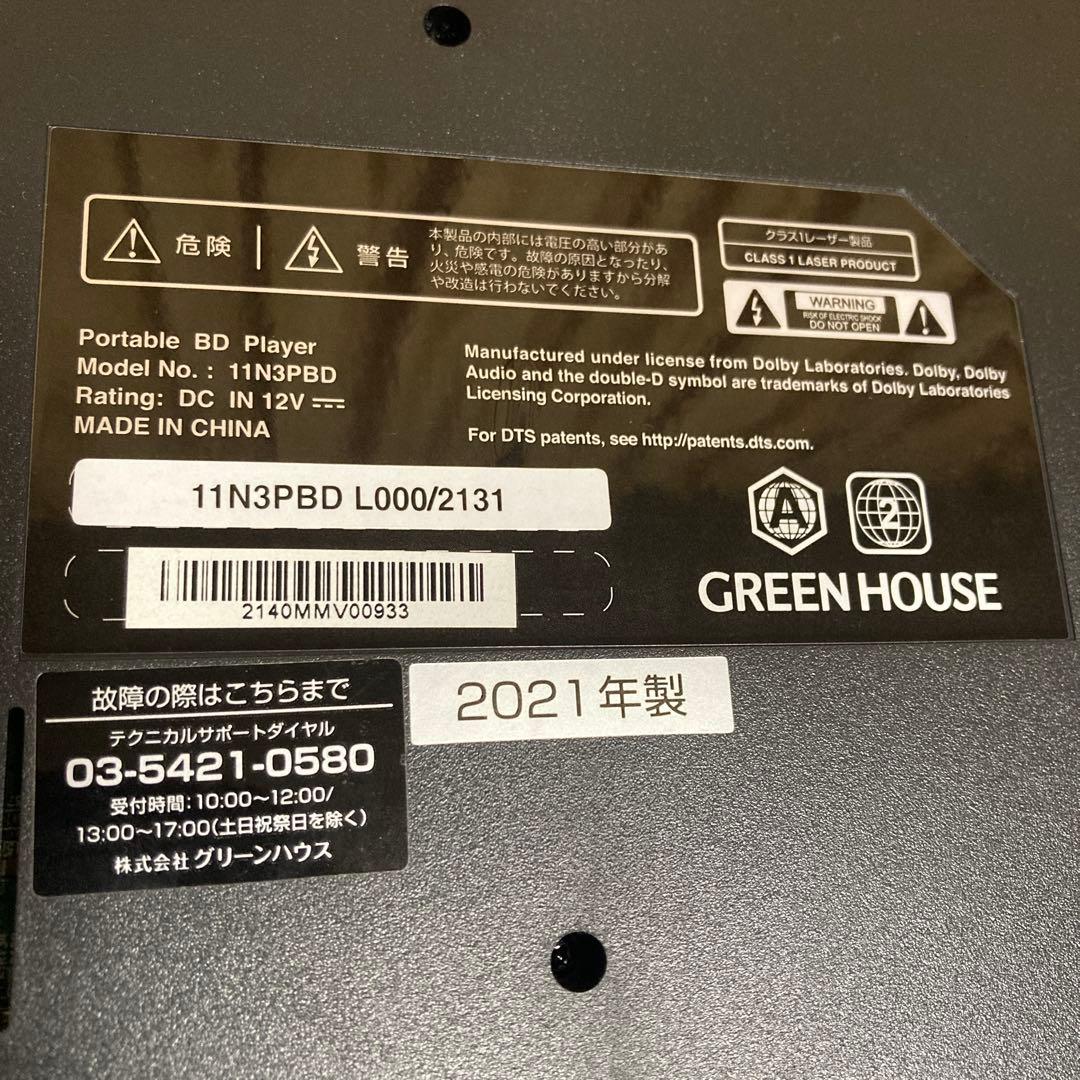 危険
警告
本製品の内部には電圧の高い部分があ
り、危険です。故障の原因となったり、
火災や感電の危険がありますから分解
や改造は行わないでください。
クラス1レーザー製品
CLASS 1 LASER PRODUCT
WARNING
RISK OF ELECTRIC SHOCK
DO NOT OPEN
Portable BD Player
Model No. : 11N3PBD
Rating: DC IN 12V ⎓
MADE IN CHINA
Manufactured under license from Dolby Laboratories. Dolby, Dolby
Audio and the double-D symbol are trademarks of Dolby Laboratories
Licensing Corporation.
For DTS patents, see http://patents.dts.com.
11N3PBD L000/2131
A
2
2140MMV00933
GREEN HOUSE
故障の際はこちらまで
テクニカルサポートダイヤル
03-5421-0580
受付時間:10:00〜12:00/
13:00〜17:00(土日祝祭日を除く)
株式会社グリーンハウス
2021年製